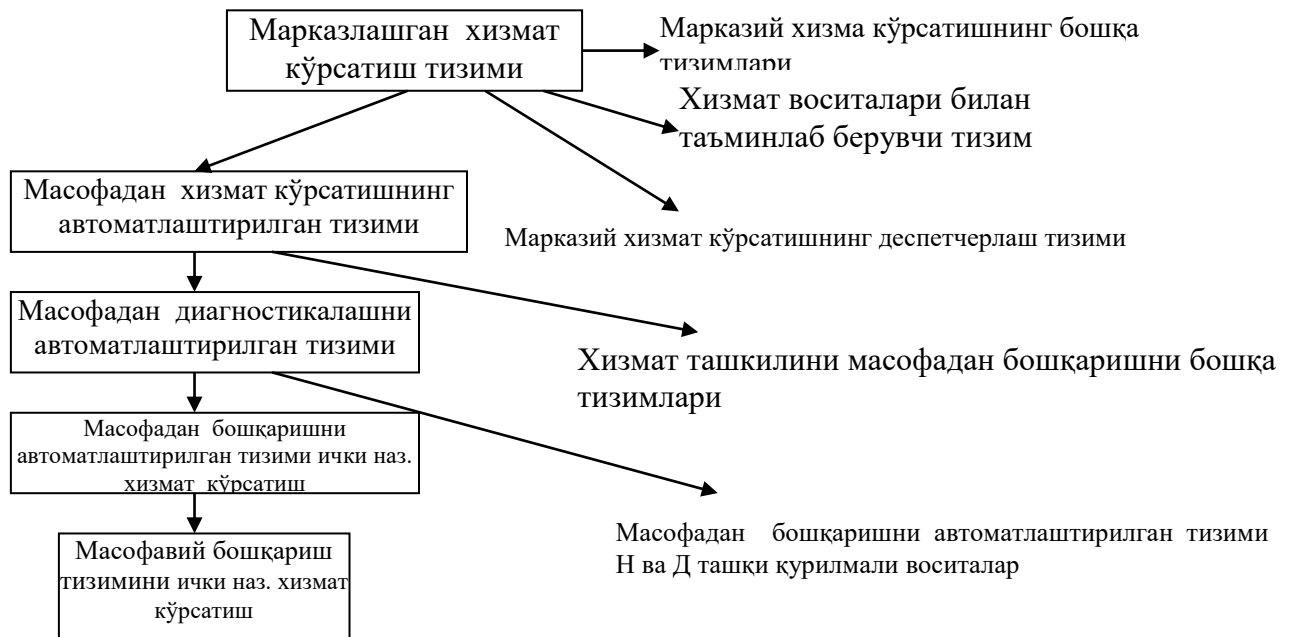 Марказлашган хизмат
кўрсатиш тизими
Марказий хизма кўрсатишнинг бошқа
тизимлари
Хизмат воситалари билан
таъминлаб берувчи тизим
Масофадан хизмат кўрсатишнинг
автоматлаштирилган тизими
Марказий хизмат кўрсатишнинг деспетчерлаш тизими
Масофадан диагностикалашни
автоматлаштирилган тизими
Хизмат ташкилини масофадан бошқаришни бошқа
тизимлари
Масофадан бошқаришни
автоматлаштирилган тизими ички наз.
хизмат кўрсатиш
Масофадан бошқаришни автоматлаштирилган тизими
Н ва Д ташқи қурилмали воситалар
Масофавий бошқариш
тизимини ички наз. хизмат
кўрсатиш